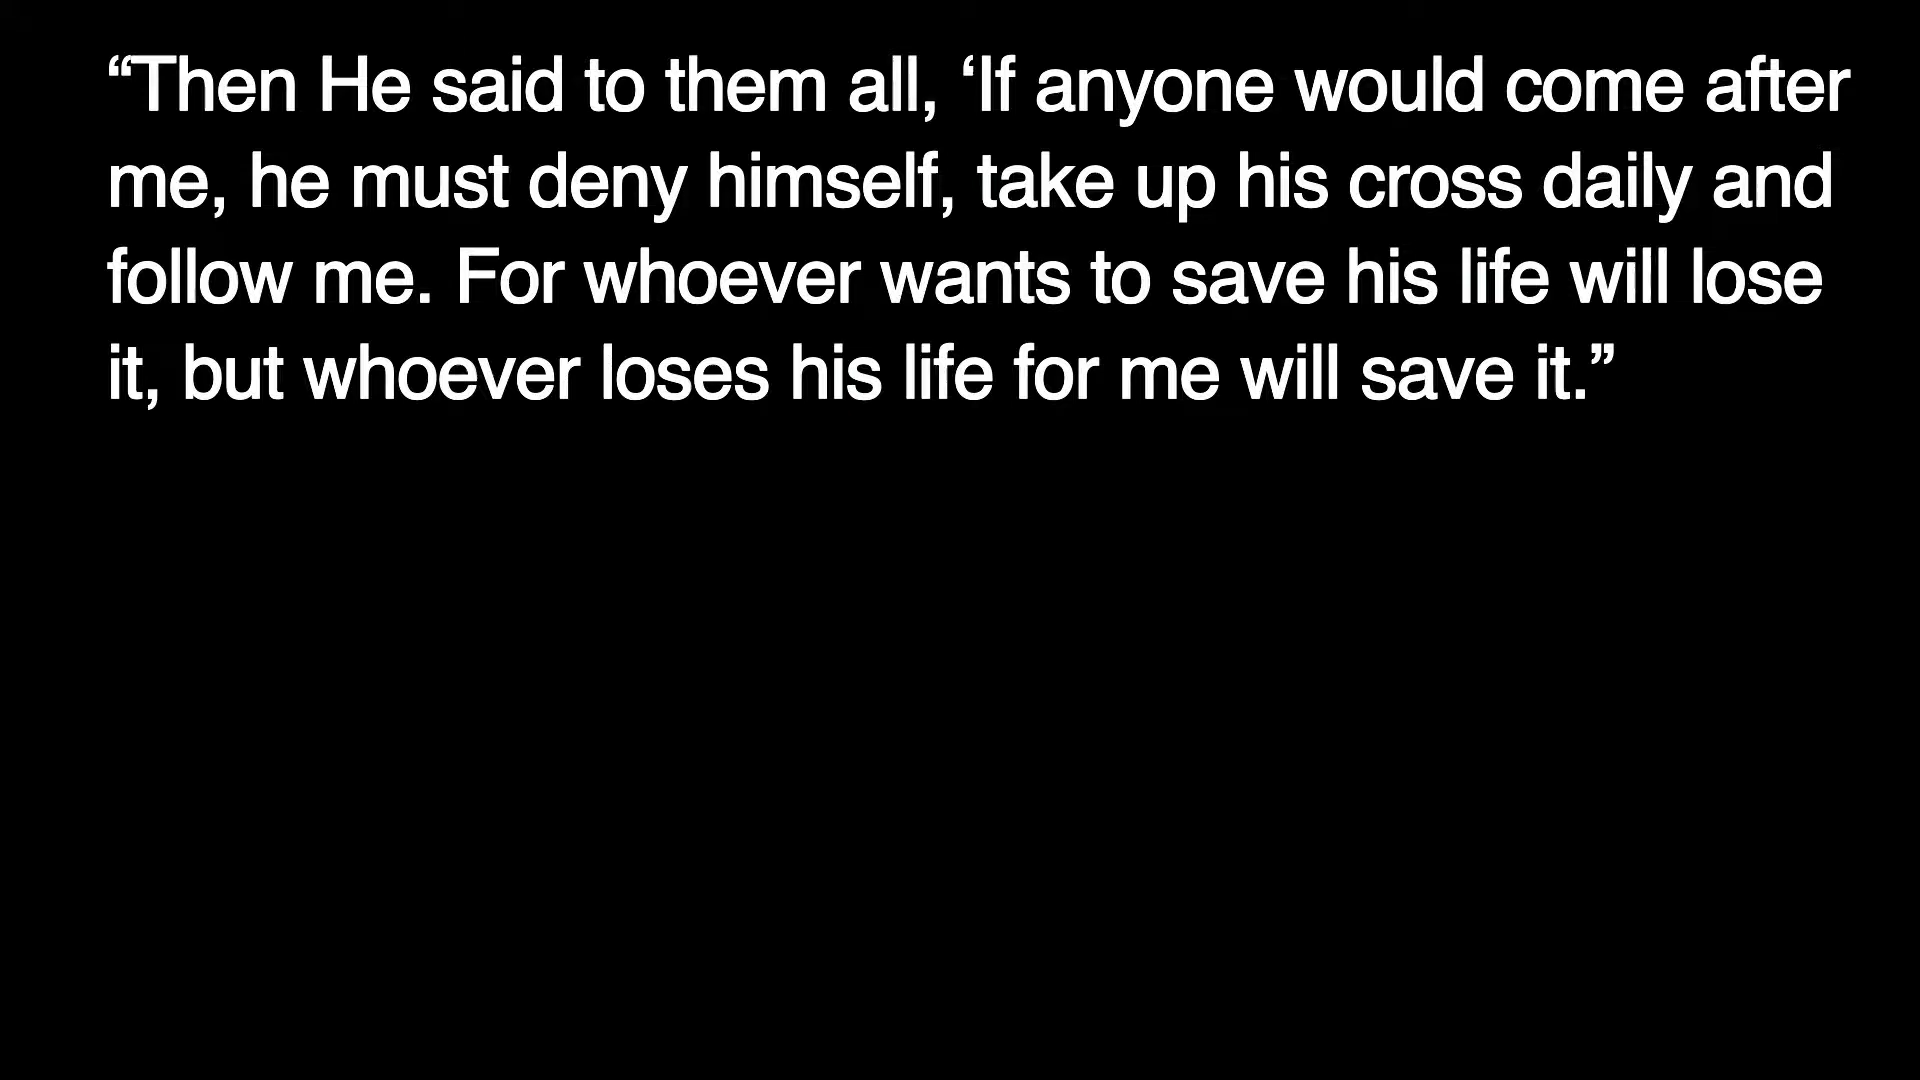 “Then He said to them all, ‘If anyone would come after
me, he must deny himself, take up his cross daily and
follow me. For whoever wants to save his life will lose
it, but whoever loses his life for me will save it.”